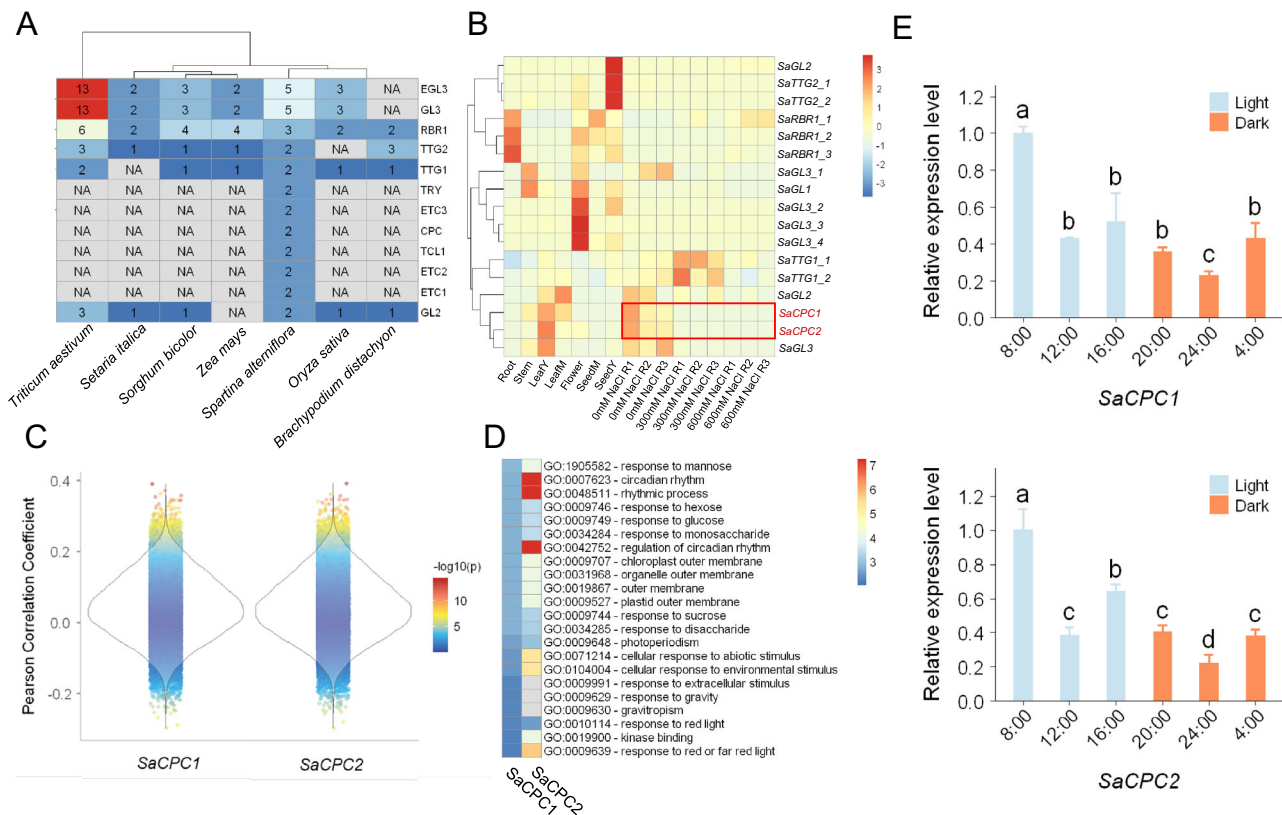 A
13 2 3 2 5 3 NA EGL3
13 2 3 2 5 3 NA GL3
6 2 4 4 3 2 2 RBR1
3 1 1 1 2 NA 3 TTG2
2 NA 1 1 2 1 1 TTG1
NA NA NA NA 2 NA NA TRY
NA NA NA NA 2 NA NA ETC3
NA NA NA NA 2 NA NA CPC
NA NA NA NA 2 NA NA TCL1
NA NA NA NA 2 NA NA ETC2
NA NA NA NA 2 NA NA ETC1
3 1 1 NA 2 1 1 GL2
Triticum aestivum
Setaria italica
Sorghum bicolor
Zea mays
Spartina alterniflora
Oryza sativa
Brachypodium distachyon
B
SaGL2
SaTTG2_1
SaTTG2_2
SaRBR1_1
SaRBR1_2
SaRBR1_3
SaGL3_1
SaGL1
SaGL3_2
SaGL3_3
SaGL3_4
SaTTG1_1
SaTTG1_2
SaGL2
SaCPC1
SaCPC2
SaGL3
Root
Stem
LeafY
LeafM
Flower
SeedM
SeedY
0mM NaCl R1
0mM NaCl R2
0mM NaCl R3
300mM NaCl R1
300mM NaCl R2
300mM NaCl R3
600mM NaCl R1
600mM NaCl R2
600mM NaCl R3
3
2
1
0
-1
-2
-3
C
Pearson Correlation Coefficient
0.4
0.2
0.0
-0.2
SaCPC1
SaCPC2
-log10(p)
10
5
D
GO:1905582 - response to mannose
GO:0007623 - circadian rhythm
GO:0048511 - rhythmic process
GO:0009746 - response to hexose
GO:0009749 - response to glucose
GO:0034284 - response to monosaccharide
GO:0042752 - regulation of circadian rhythm
GO:0009707 - chloroplast outer membrane
GO:0031968 - organelle outer membrane
GO:0019867 - outer membrane
GO:0009527 - plastid outer membrane
GO:0009744 - response to sucrose
GO:0034285 - response to disaccharide
GO:0009648 - photoperiodism
GO:0071214 - cellular response to abiotic stimulus
GO:0104004 - cellular response to environmental stimulus
GO:0009991 - response to extracellular stimulus
GO:0009629 - response to gravity
GO:0009630 - gravitropism
GO:0010114 - response to red light
GO:0019900 - kinase binding
GO:0009639 - response to red or far red light
SaCPC1
SaCPC2
7
6
5
4
3
E
Relative expression level
1.2
1.0
0.8
0.6
0.4
0.2
0.0
a
b
b
b
c
b
Light
Dark
8:00
12:00
16:00
20:00
24:00
4:00
SaCPC1
Relative expression level
1.2
1.0
0.8
0.6
0.4
0.2
0.0
a
c
b
c
d
c
Light
Dark
8:00
12:00
16:00
20:00
24:00
4:00
SaCPC2